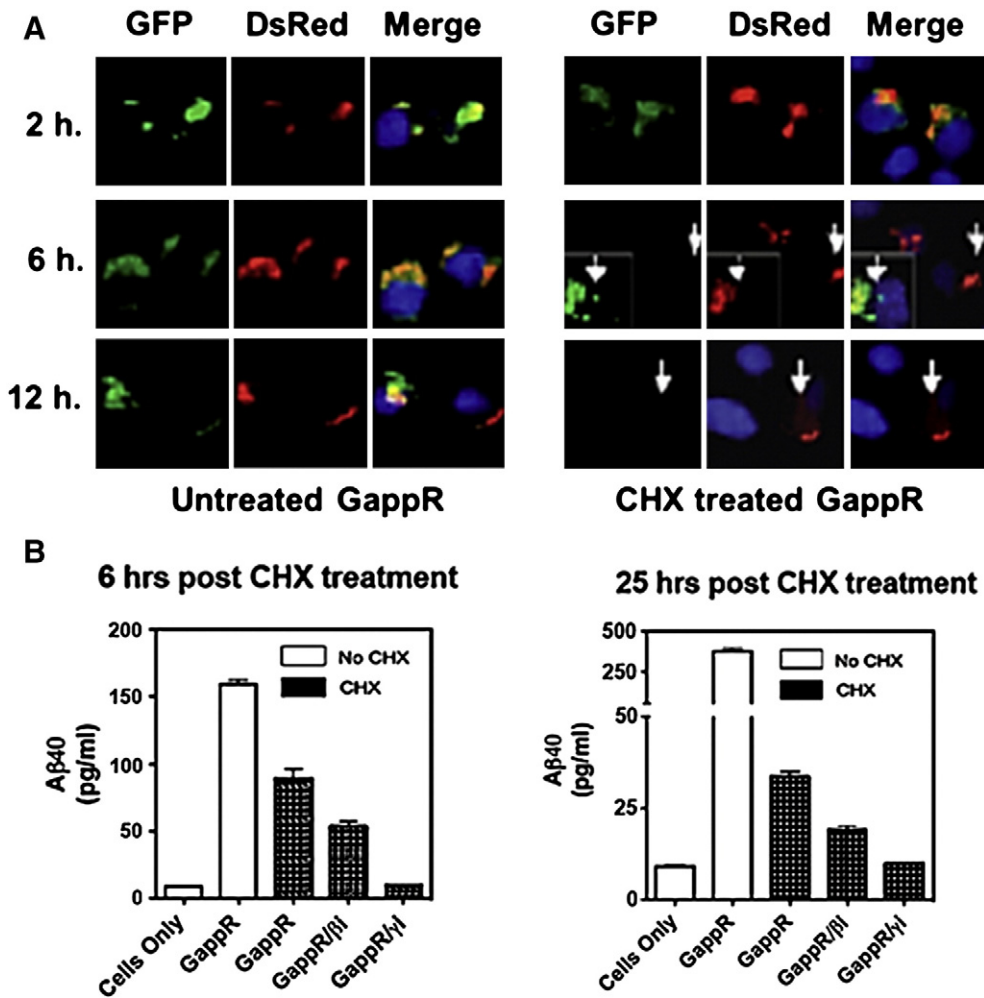 A
GFP DsRed Merge GFP DsRed Merge
2 h.
6 h.
12 h.
Untreated GappR CHX treated GappR
B
6 hrs post CHX treatment
200
150
100
50
0
Aβ40
(pg/ml)
No CHX
CHX
Cells Only
GappR
GappR
GappR/βI
GappR/γI
25 hrs post CHX treatment
500
250
50
25
0
Aβ40
(pg/ml)
No CHX
CHX
Cells Only
GappR
GappR
GappR/βI
GappR/γI